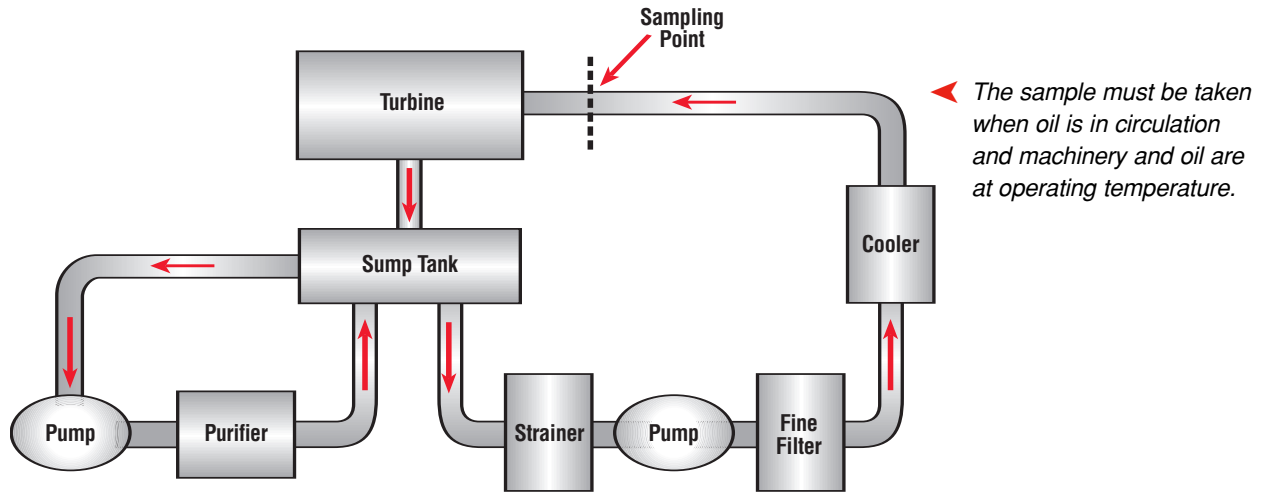 Sampling
Point
Turbine
The sample must be taken
when oil is in circulation
and machinery and oil are
at operating temperature.
Cooler
Sump Tank
Pump
Purifier
Strainer
Pump
Fine
Filter